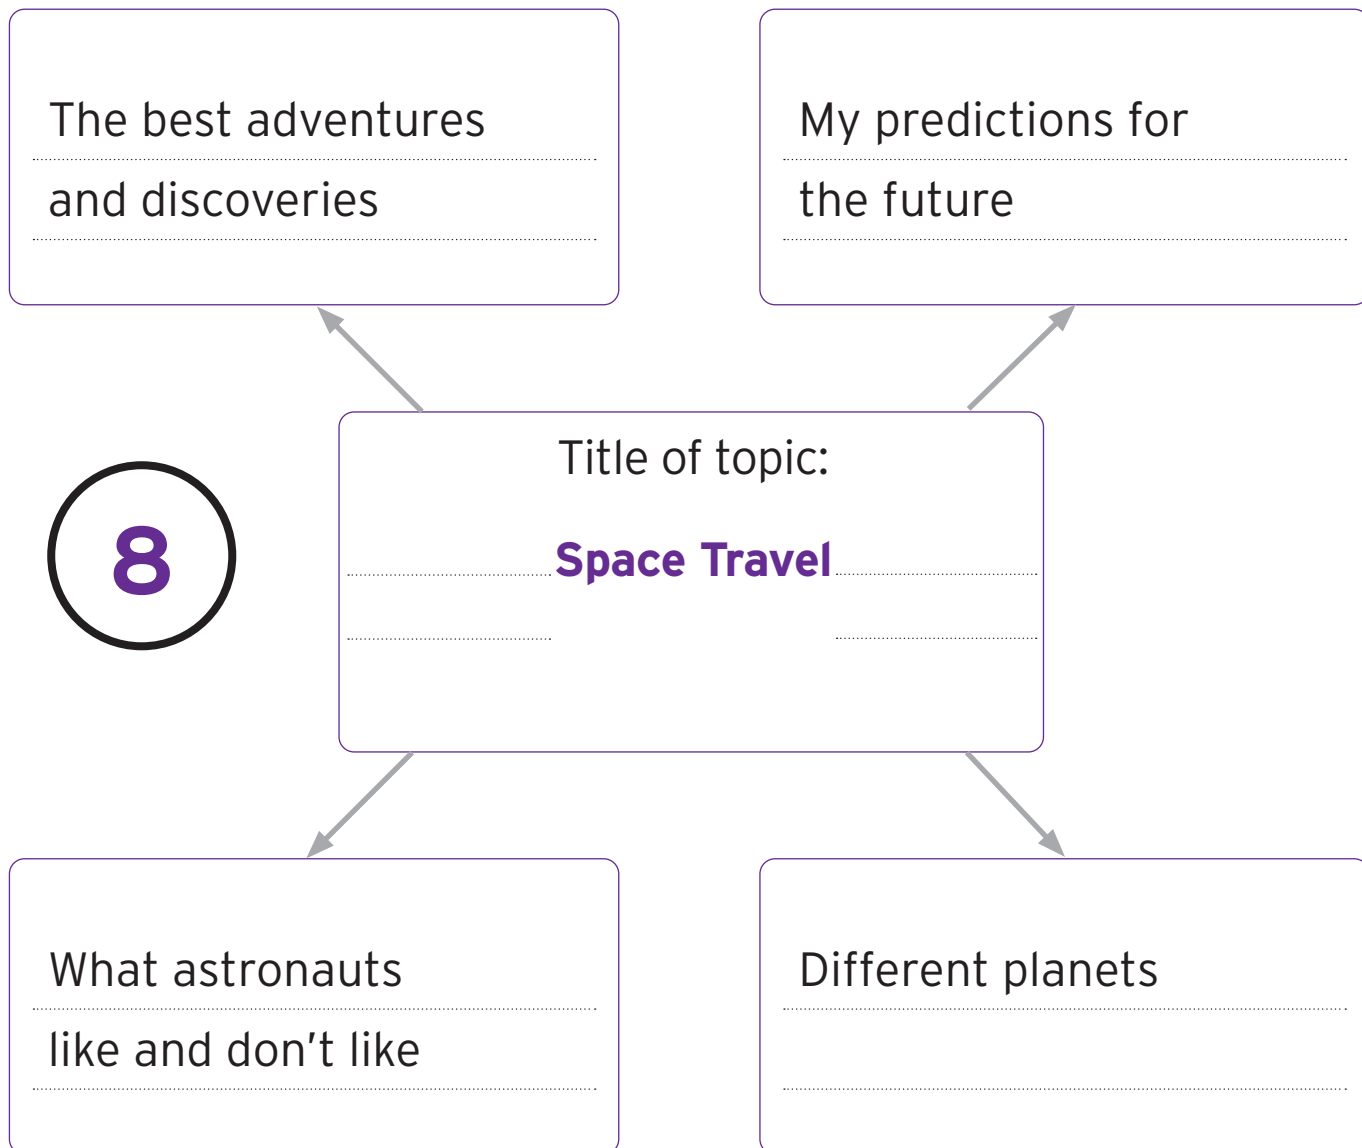 The best adventures
and discoveries
My predictions for
the future
Title of topic:
Space Travel
8
What astronauts
like and don't like
Different planets